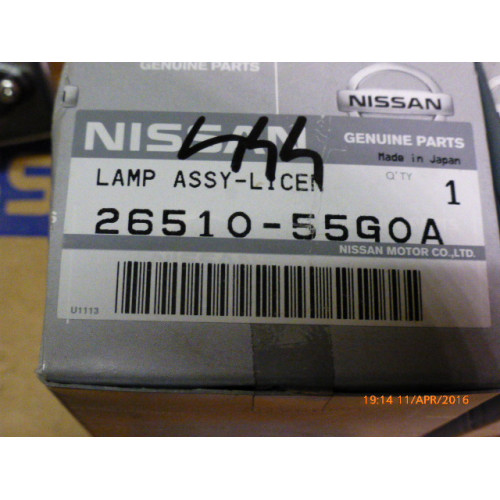 GENUINE PARTS
NISSAN
NISSAN
GENUINE PARTS
Made in Japan
LAMP ASSY-LICEN
Q'TY
1
26510-55G0A
NISSAN MOTOR CO.,LTD.
U1113
19:14 11/APR/2016